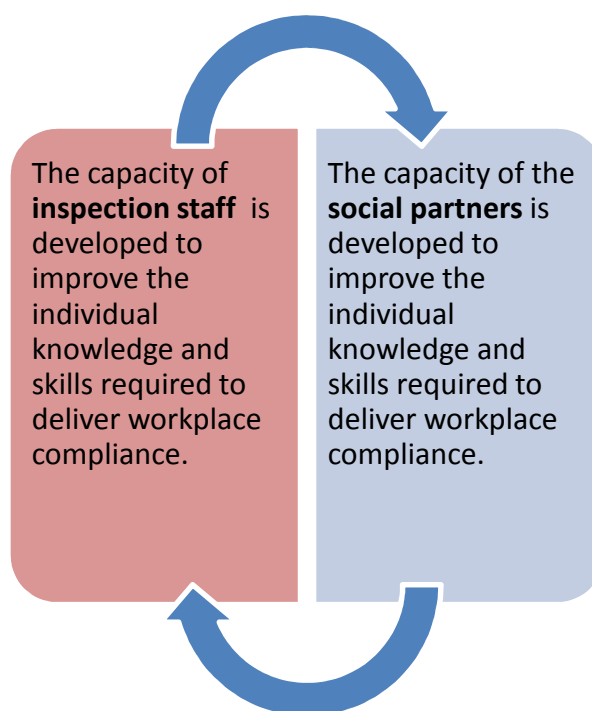 The capacity of
inspection staff is
developed to
improve the
individual
knowledge and
skills required to
deliver workplace
compliance.
The capacity of the
social partners is
developed to
improve the
individual
knowledge and
skills required to
deliver workplace
compliance.